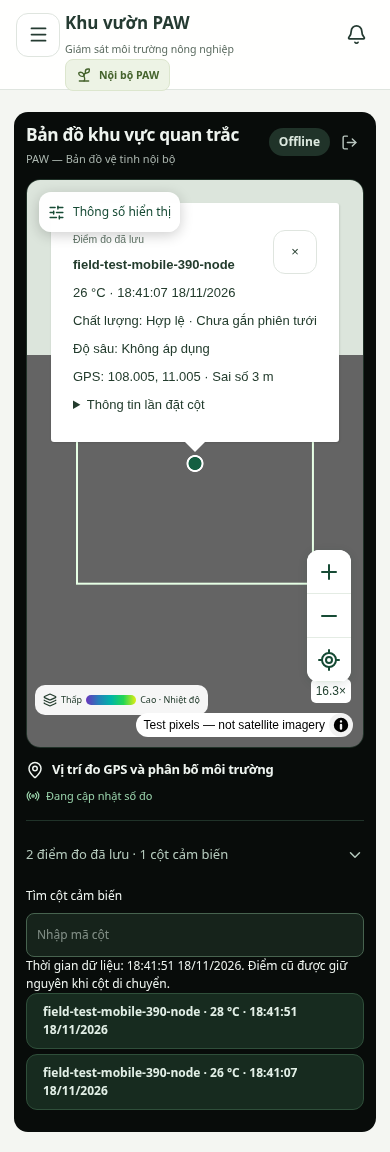 Khu vườn PAW
Giám sát môi trường nông nghiệp
Nội bộ PAW
Bản đồ khu vực quan trắc
PAW — Bản đồ vệ tinh nội bộ
Offline
Thông số hiển thị
Điểm đo đã lưu
×
field-test-mobile-390-node
26 °C · 18:41:07 18/11/2026
Chất lượng: Hợp lệ · Chưa gắn phiên tưới
Độ sâu: Không áp dụng
GPS: 108.005, 11.005 · Sai số 3 m
Thông tin lần đặt cột
16.3×
Thấp
Cao · Nhiệt độ
Test pixels — not satellite imagery
Vị trí đo GPS và phân bố môi trường
Đang cập nhật số đo
2 điểm đo đã lưu · 1 cột cảm biến
Tìm cột cảm biến
Nhập mã cột
Thời gian dữ liệu: 18:41:51 18/11/2026. Điểm cũ được giữ
nguyên khi cột di chuyển.
field-test-mobile-390-node · 28 °C · 18:41:51
18/11/2026
field-test-mobile-390-node · 26 °C · 18:41:07
18/11/2026